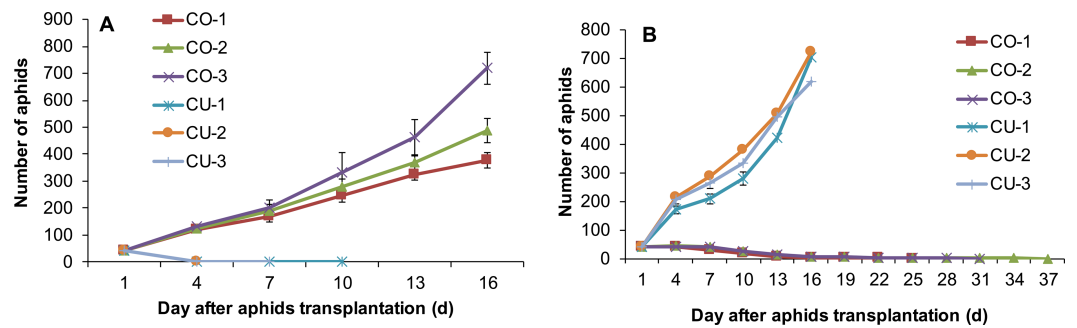 A
Number of aphids
900
800
700
600
500
400
300
200
100
0
CO-1
CO-2
CO-3
CU-1
CU-2
CU-3
1 4 7 10 13 16
Day after aphids transplantation (d)
B
Number of aphids
800
700
600
500
400
300
200
100
0
CO-1
CO-2
CO-3
CU-1
CU-2
CU-3
1 4 7 10 13 16 19 22 25 28 31 34 37
Day after aphids transplantation (d)